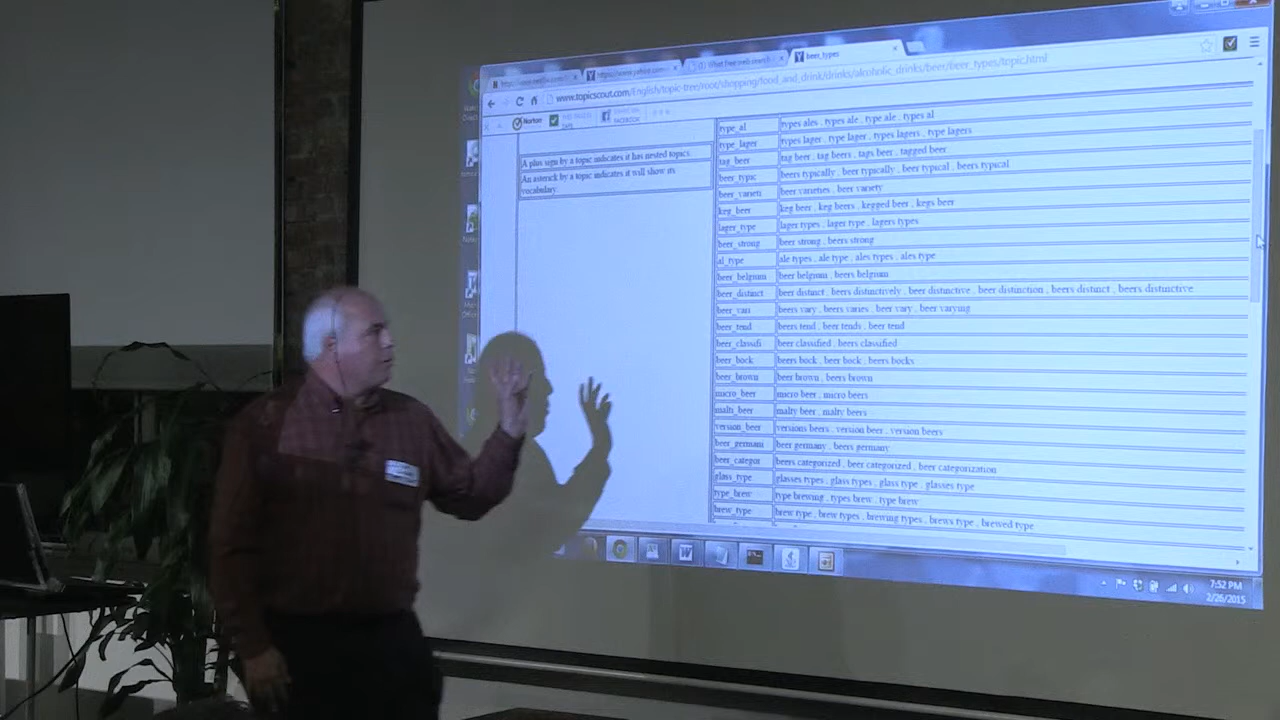 beer_types
www.topicscout.com/English/topic-tree/root/shopping/food_and_drink/drinks/alcoholic_drinks/beer/beer_types/topic.html
Norton
FACEBOOK
A plus sign by a topic indicates it has nested topics.
An asterick by a topic indicates it will show its
vocabulary.
type_al types ales , types ale , type ale , types al
type_lager types lager , type lager , types lagers , type lagers
tag_beer tag beer , tag beers , tags beer , tagged beer
beer_typic beers typically , beer typically , beer typical , beers typical
beer_varieti beer varieties , beer variety
keg_beer keg beer , keg beers , kegged beer , kegs beer
lager_type lager types , lager type , lagers types
beer_strong beer strong , beers strong
al_type ale types , ale type , ales types , ales type
beer_belgium beer belgium , beers belgium
beer_distinct beer distinct , beers distinctively , beer distinctive , beer distinction , beers distinct , beers distinctive
beer_vari beers vary , beers varies , beer vary , beer varying
beer_tend beers tend , beer tends , beer tend
beer_classifi beer classified , beers classified
beer_bock beers bock , beer bock , beers bocks
beer_brown beer brown , beers brown
micro_beer micro beer , micro beers
malti_beer malty beer , malty beers
version_beer versions beers , version beer , version beers
beer_germani beer germany , beers germany
beer_categor beers categorized , beer categorized , beer categorization
glass_type glasses types , glass types , glass type , glasses type
type_brew type brewing , types brew , type brew
brew_type brew type , brew types , brewing types , brews type , brewed type
7:52 PM
2/26/2015